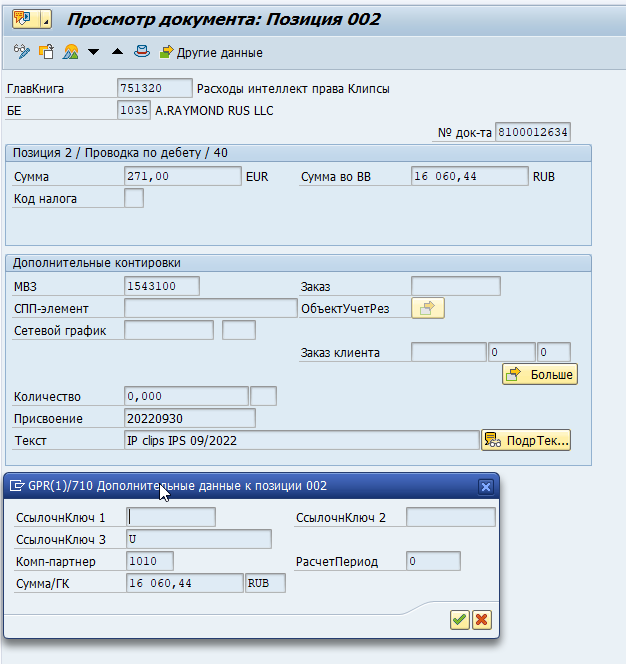 Просмотр документа: Позиция 002
Другие данные
ГлавКнига 751320 Расходы интеллект права Клипсы
БЕ 1035 A.RAYMOND RUS LLC
№ док-та 8100012634
Позиция 2 / Проводка по дебету / 40
Сумма 271,00 EUR Сумма во ВВ 16 060,44 RUB
Код налога
Дополнительные контировки
МВЗ 1543100 Заказ
СПП-элемент ОбъектУчетРез
Сетевой график
Заказ клиента 0 0
Больше
Количество 0,000
Присвоение 20220930
Текст IP clips IPS 09/2022 ПодрТек...
GPR(1)/710 Дополнительные данные к позиции 002
СсылочнКлюч 1 СсылочнКлюч 2
СсылочнКлюч 3 U
Комп-партнер 1010 РасчетПериод 0
Сумма/ГК 16 060,44 RUB